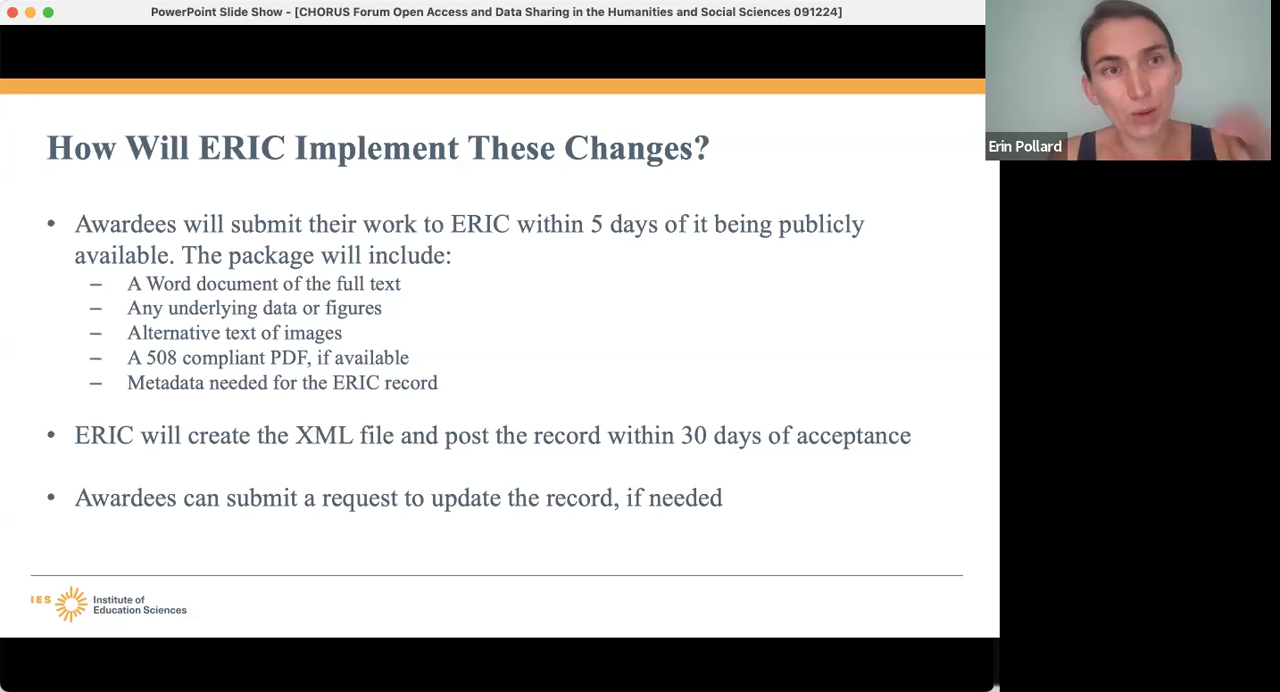 PowerPoint Slide Show - [CHORUS Forum Open Access and Data Sharing in the Humanities and Social Sciences 091224]
Erin Pollard
How Will ERIC Implement These Changes?
• Awardees will submit their work to ERIC within 5 days of it being publicly
available. The package will include:
– A Word document of the full text
– Any underlying data or figures
– Alternative text of images
– A 508 compliant PDF, if available
– Metadata needed for the ERIC record
• ERIC will create the XML file and post the record within 30 days of acceptance
• Awardees can submit a request to update the record, if needed
IES Institute of
Education Sciences